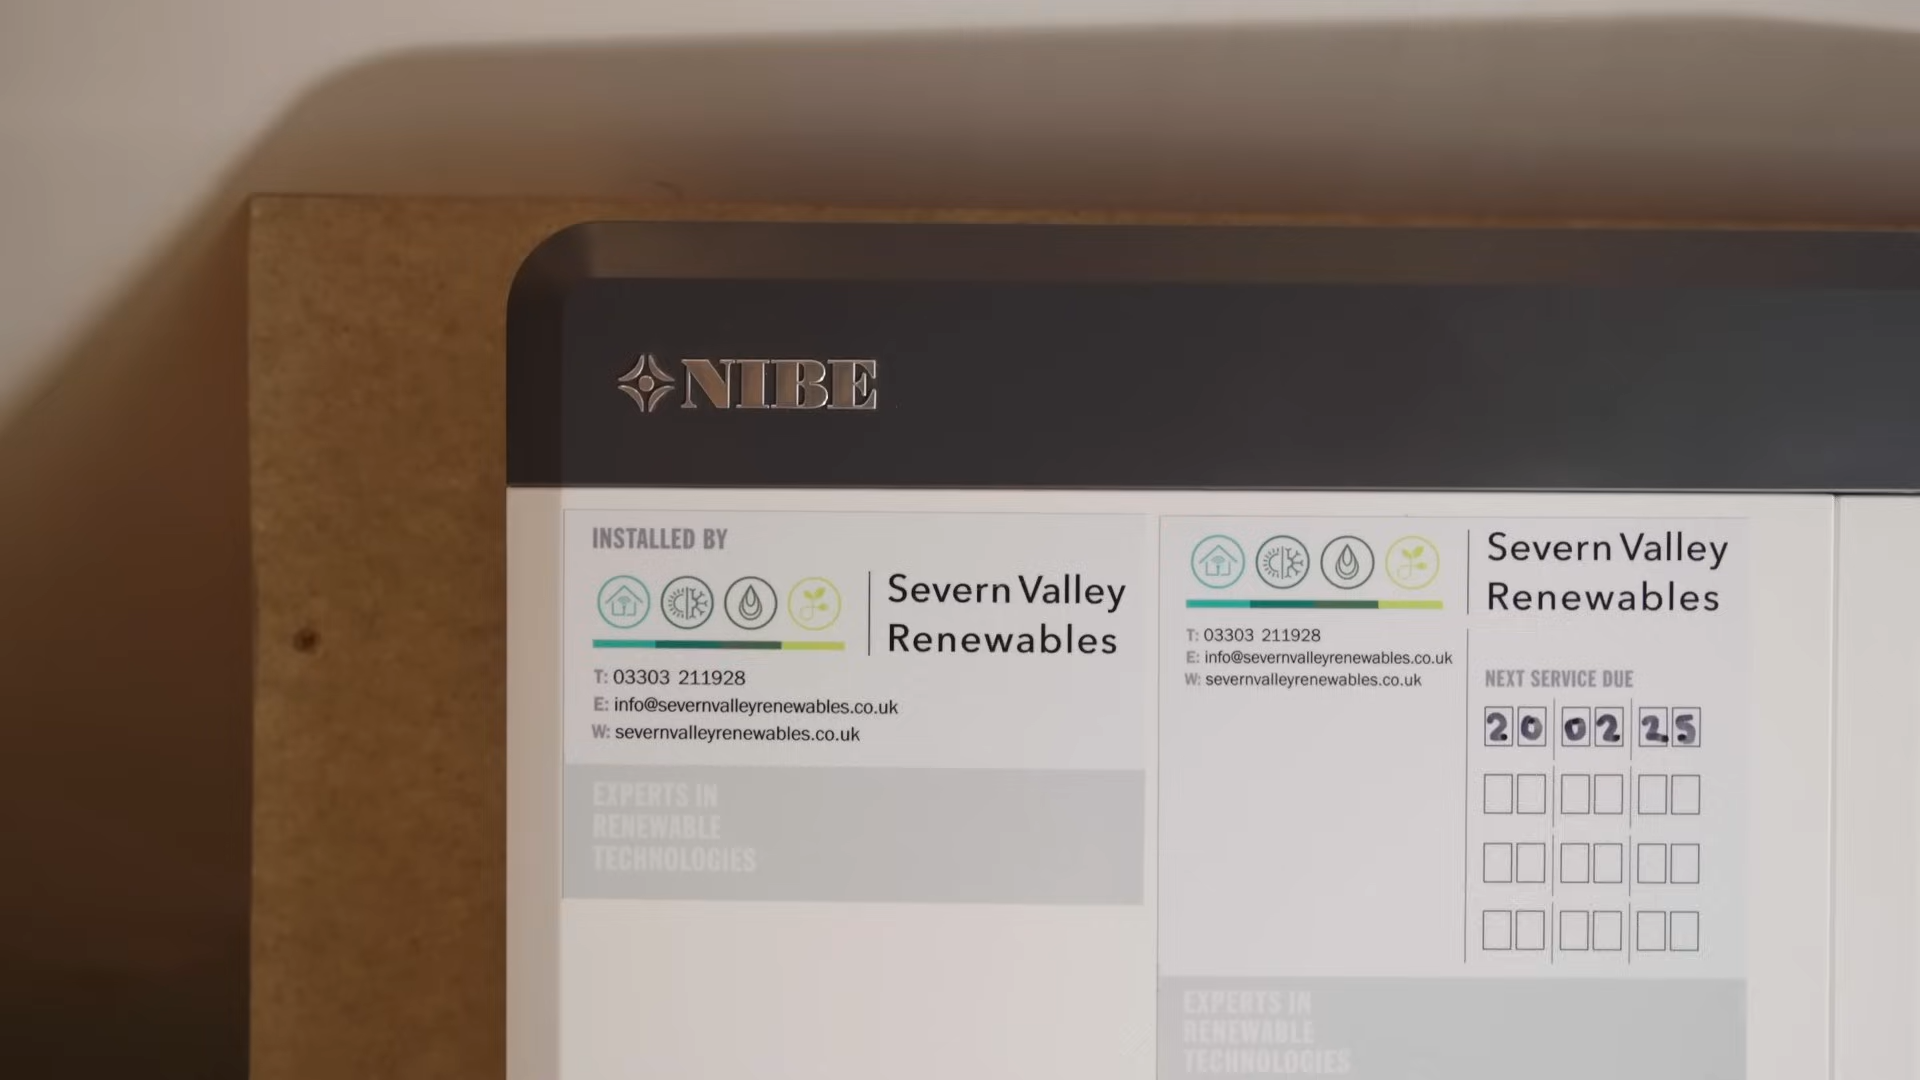 NIBE
INSTALLED BY
Severn Valley
Renewables
T: 03303 211928
E: info@severnvalleyrenewables.co.uk
W: severnvalleyrenewables.co.uk
EXPERTS IN
RENEWABLE
TECHNOLOGIES
Severn Valley
Renewables
T: 03303 211928
E: info@severnvalleyrenewables.co.uk
W: severnvalleyrenewables.co.uk
NEXT SERVICE DUE
20 02 25
EXPERTS IN
RENEWABLE
TECHNOLOGIES